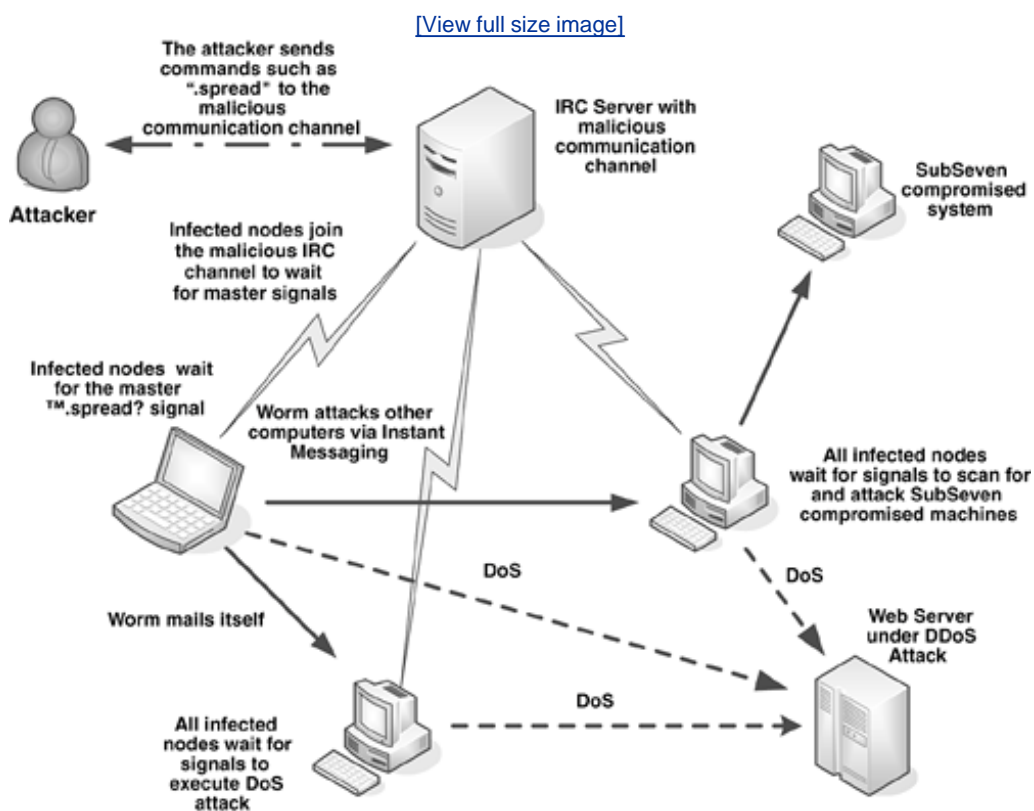 [View full size image]
The attacker sends
commands such as
“.spread" to the
malicious
communication channel
Attacker
IRC Server with
malicious
communication
channel
SubSeven
compromised
system
Infected nodes join
the malicious IRC
channel to wait
for master signals
Infected nodes wait
for the master
™.spread? signal
Worm attacks other
computers via Instant
Messaging
All infected nodes
wait for signals to scan for
and attack SubSeven
compromised machines
DoS
DoS
Worm mails itself
Web Server
under DDoS
Attack
DoS
All infected
nodes wait for
signals to
execute DoS
attack